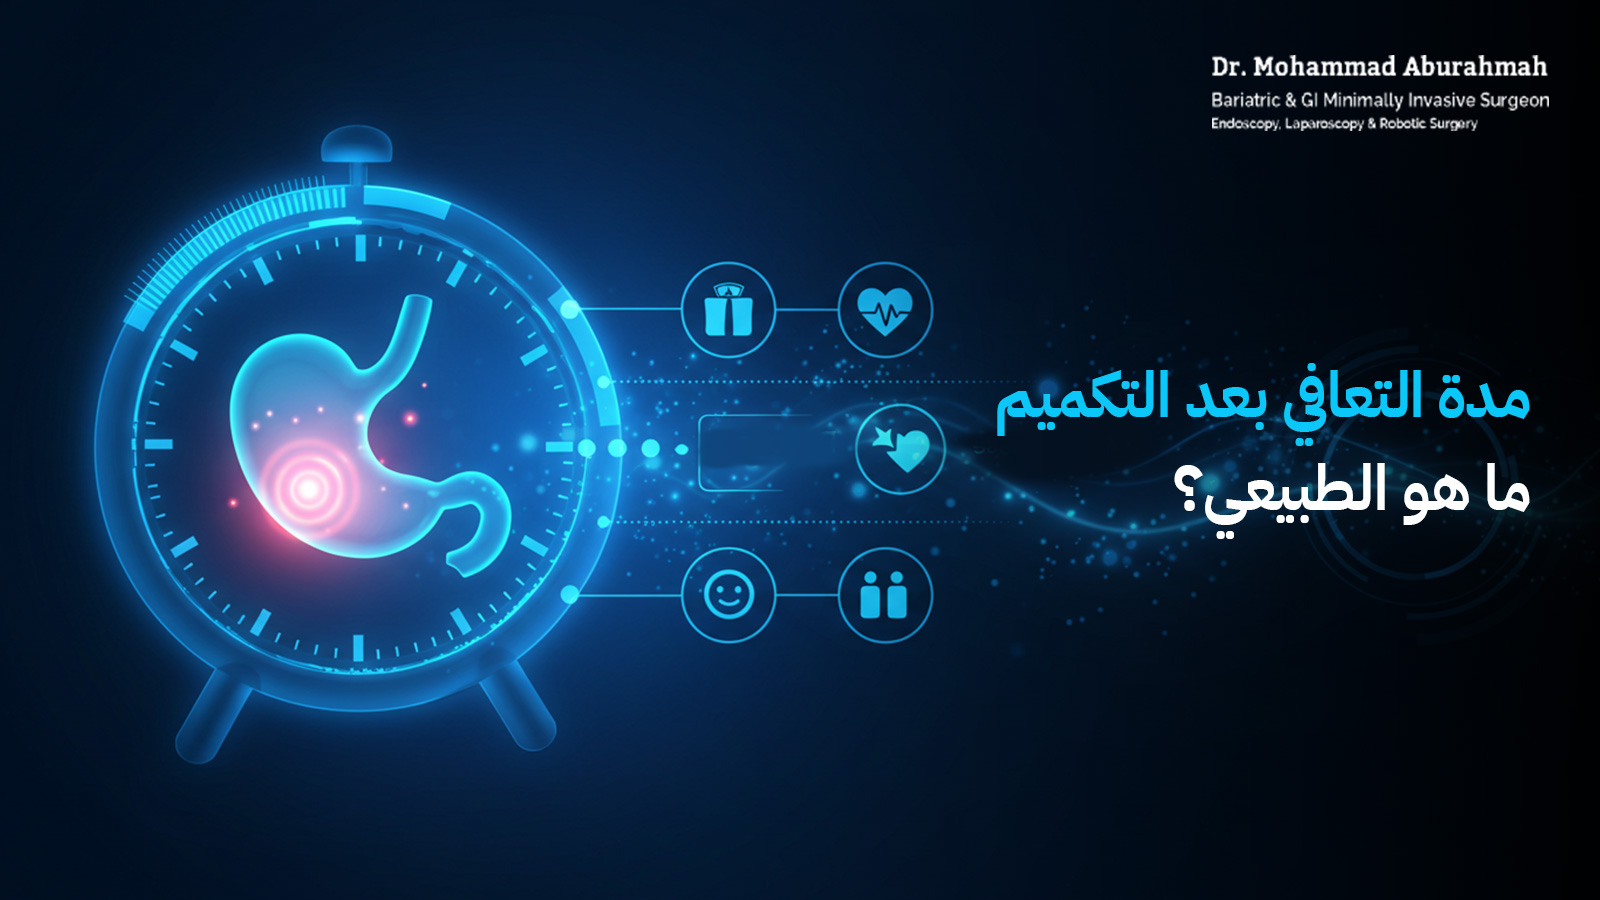 Dr. Mohammad Aburahmah
Bariatric & GI Minimally Invasive Surgeon
Endoscopy, Laparoscopy & Robotic Surgery
مدة التعافي بعد التكميم
ما هو الطبيعي؟